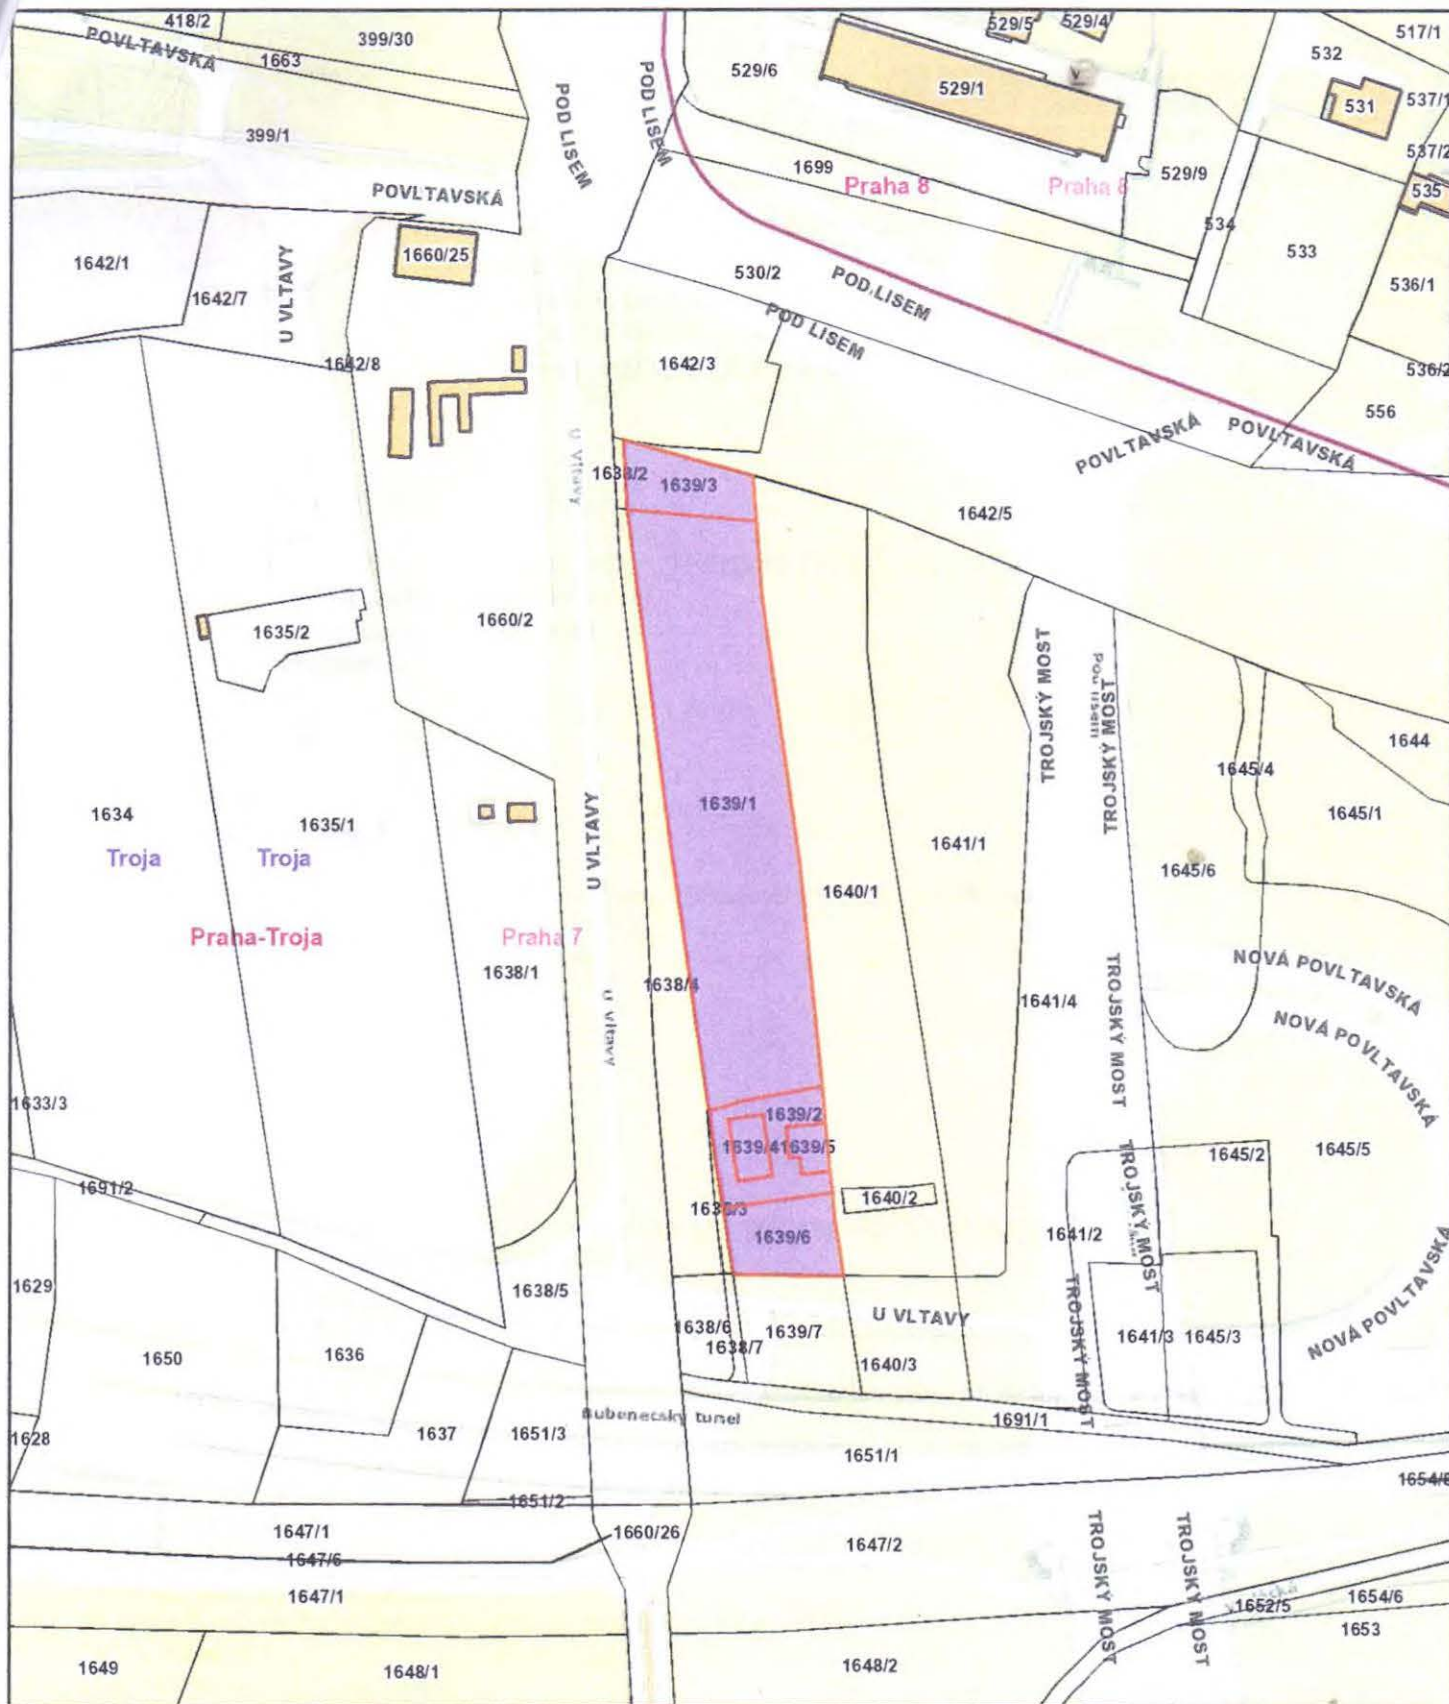 418/2
399/30
POVLTAVSKÁ
1663
399/1
POVLTAVSKÁ
POD LISEM
POD LISEM
529/6
529/5
529/4
529/1
532
517/1
531
537/1
537/2
535
1699
Praha 8
Praha 8
529/9
534
533
536/1
536/2
556
1642/1
1642/7
U VLTAVY
1660/25
1642/8
530/2
POD LISEM
POD LISEM
1642/3
POVLTAVSKÁ
POVLTAVSKÁ
U Vltavy
1638/2
1639/3
1642/5
1635/2
1660/2
TROJSKÝ MOST
Pod lisem
TROJSKÝ MOST
1644
1645/4
1645/1
1634
1635/1
Troja
Troja
U VLTAVY
1639/1
1641/1
1640/1
1645/6
Praha-Troja
Praha 7
1638/1
1638/4
U Vltavy
1641/4
TROJSKÝ MOST
NOVÁ POVLTAVSKÁ
NOVÁ POVLTAVSKÁ
1633/3
1639/2
1639/4
1639/5
1691/2
1638/3
1640/2
1639/6
TROJSKÝ MOST
1645/2
1645/5
1641/2
1629
1638/5
U VLTAVY
TROJSKÝ MOST
NOVÁ POVLTAVSKÁ
1638/6
1639/7
1638/7
1640/3
1641/3
1645/3
1650
1636
1628
1637
1651/3
Bubenečský tunel
1691/1
1651/1
1654/8
1651/2
1647/1
1660/26
1647/2
1647/6
1647/1
TROJSKÝ MOST
TROJSKÝ MOST
1652/5
1654/6
1653
1649
1648/1
1648/2